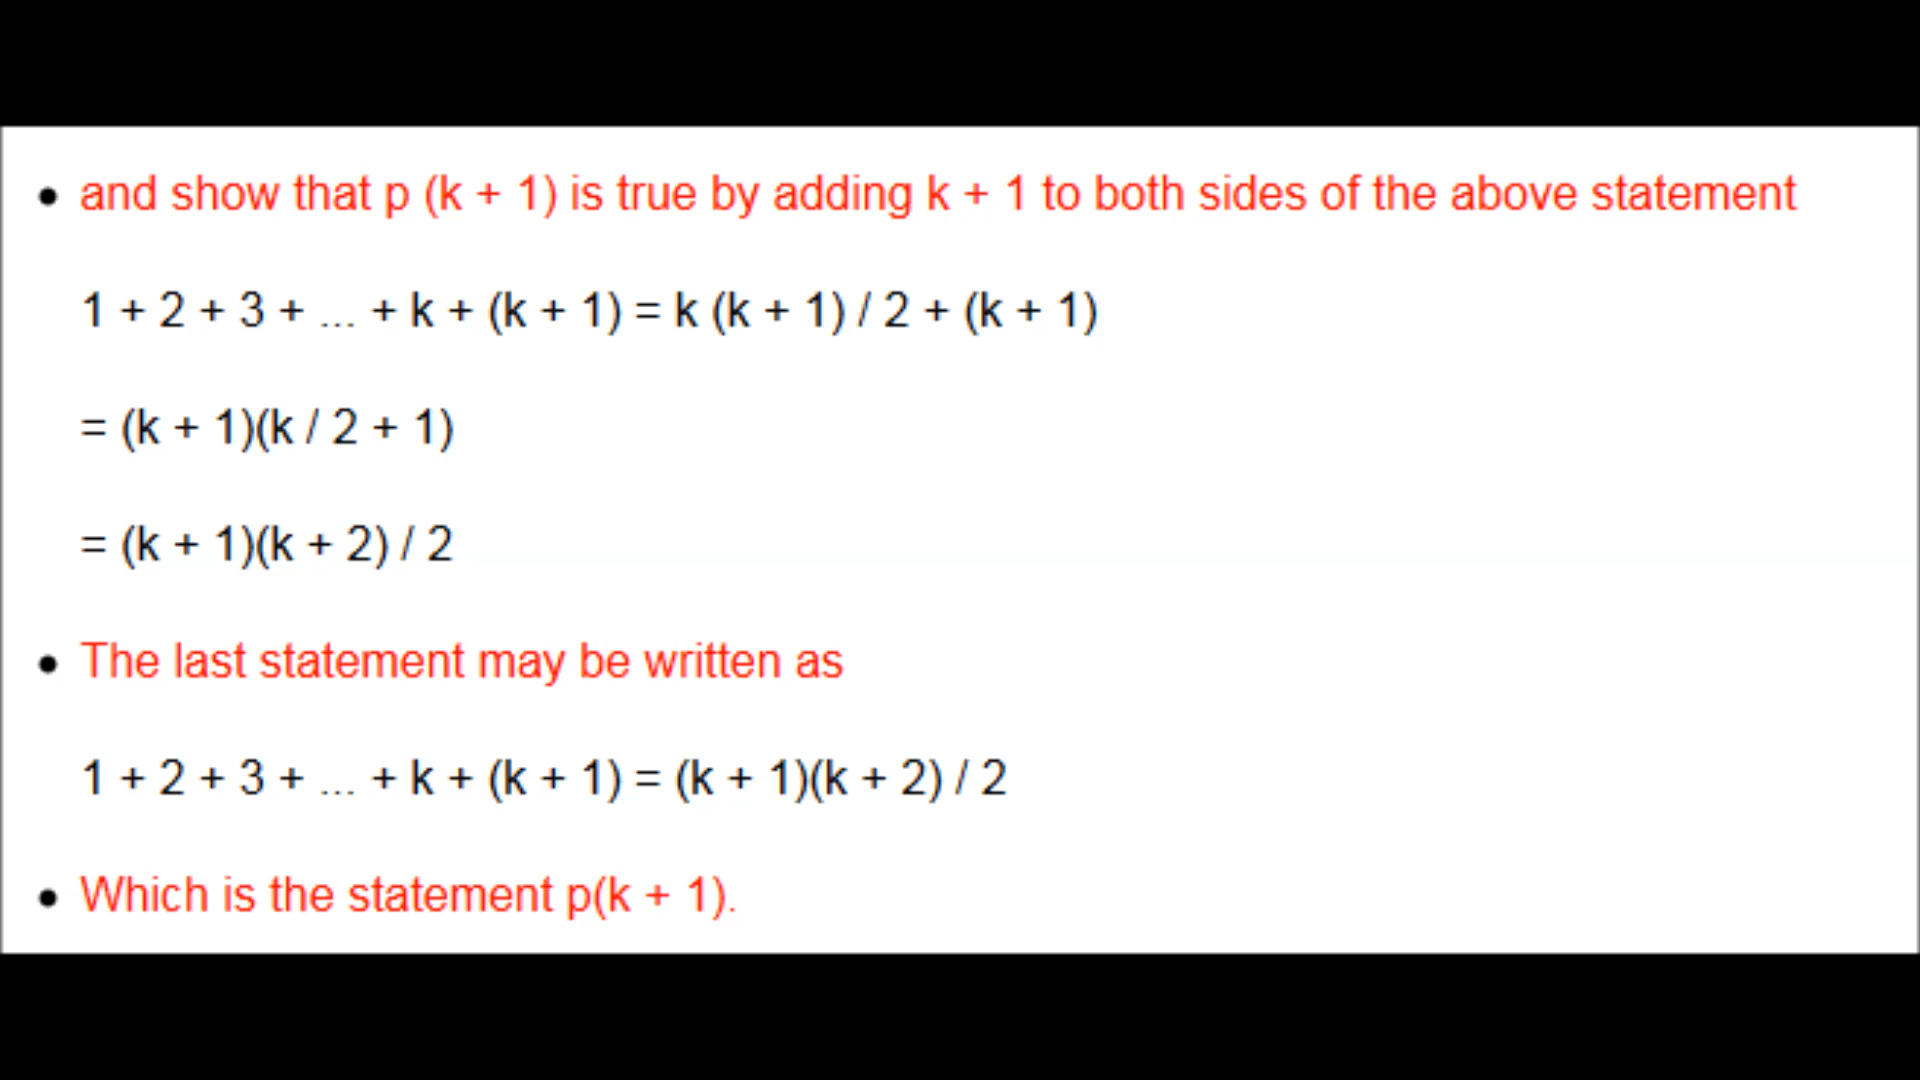 • and show that p (k + 1) is true by adding k + 1 to both sides of the above statement
1 + 2 + 3 + ... + k + (k + 1) = k (k + 1) / 2 + (k + 1)
= (k + 1)(k / 2 + 1)
= (k + 1)(k + 2) / 2
• The last statement may be written as
1 + 2 + 3 + ... + k + (k + 1) = (k + 1)(k + 2) / 2
• Which is the statement p(k + 1).